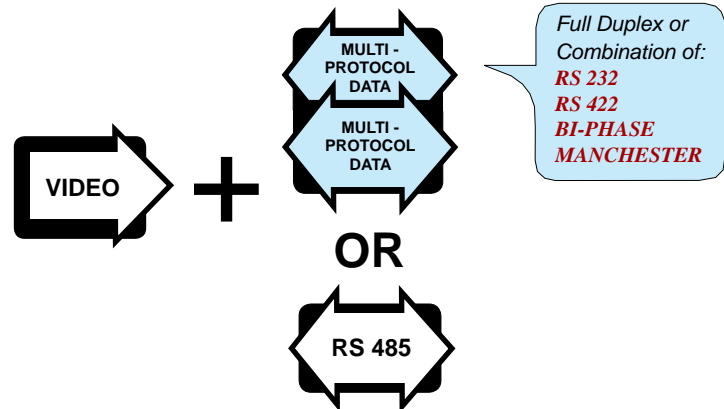 MULTI -
PROTOCOL
DATA
MULTI -
PROTOCOL
DATA
Full Duplex or
Combination of:
RS 232
RS 422
BI-PHASE
MANCHESTER
VIDEO
+
OR
RS 485